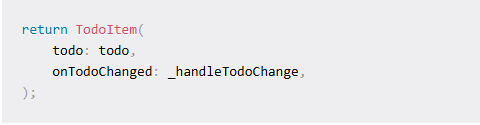 return TodoItem(
    todo: todo,
    onTodoChanged: _handleTodoChange,
);